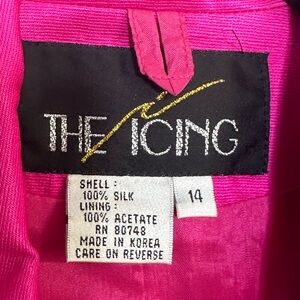 THE ICING
SHELL:
100% SILK
LINING:
100% ACETATE
RN 80748
MADE IN KOREA
CARE ON REVERSE
14